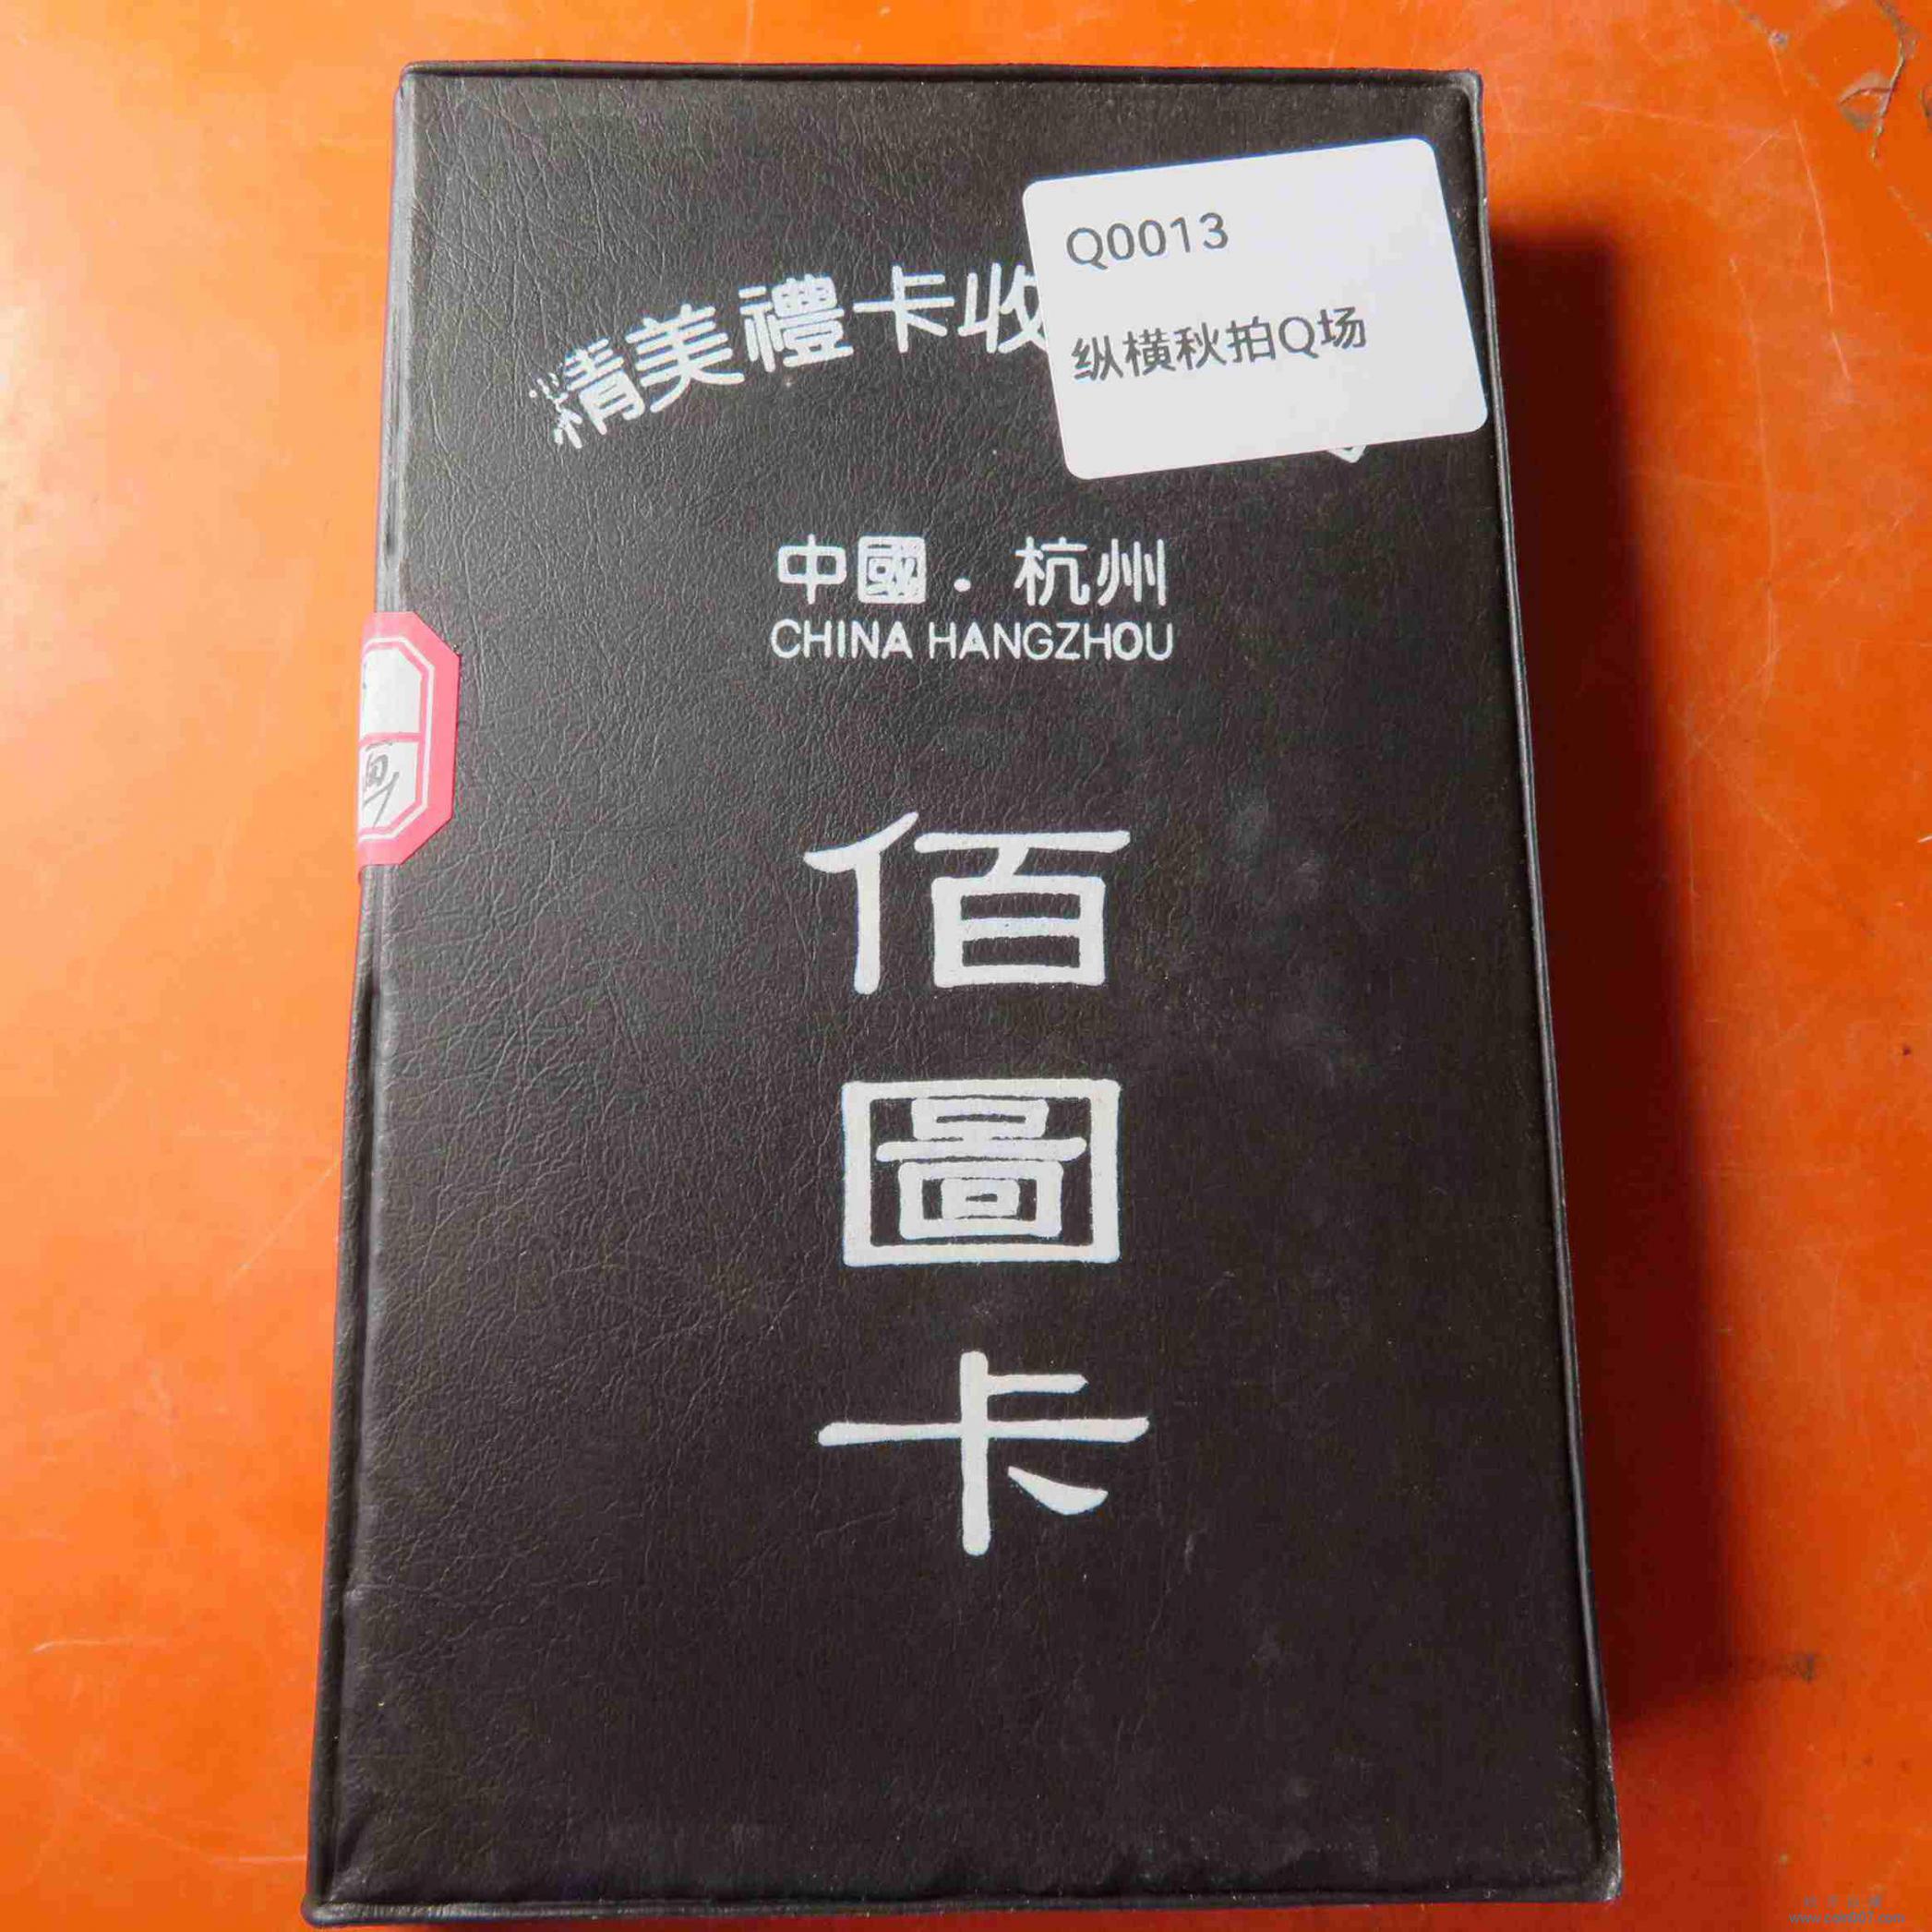 Q0013
纵横秋拍Q场
精美禮卡收
中國·杭州
CHINA HANGZHOU
佰
圖
卡